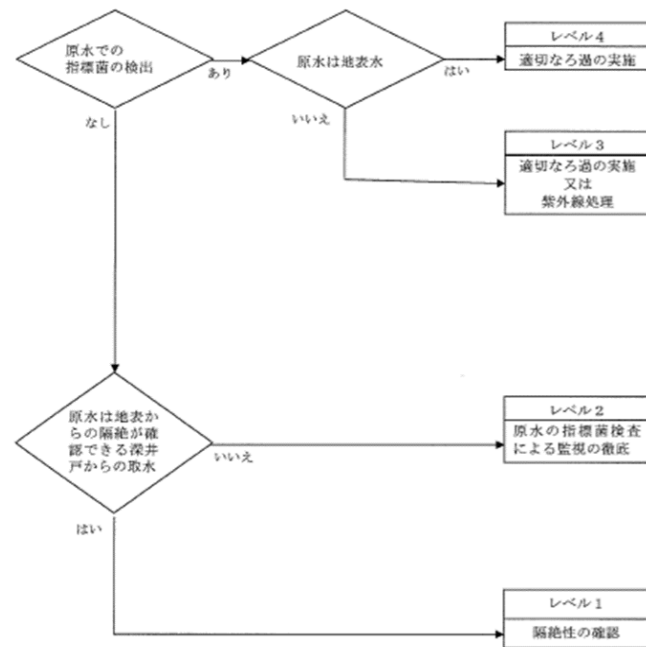 原水での
指標菌の検出
あり
原水は地表水
はい
レベル4
適切なろ過の実施
なし
いいえ
レベル3
適切なろ過の実施
又は
紫外線処理
原水は地表か
らの隔絶が確
認できる深井
戸からの取水
いいえ
レベル2
原水の指標菌検査
による監視の徹底
はい
レベル1
隔絶性の確認